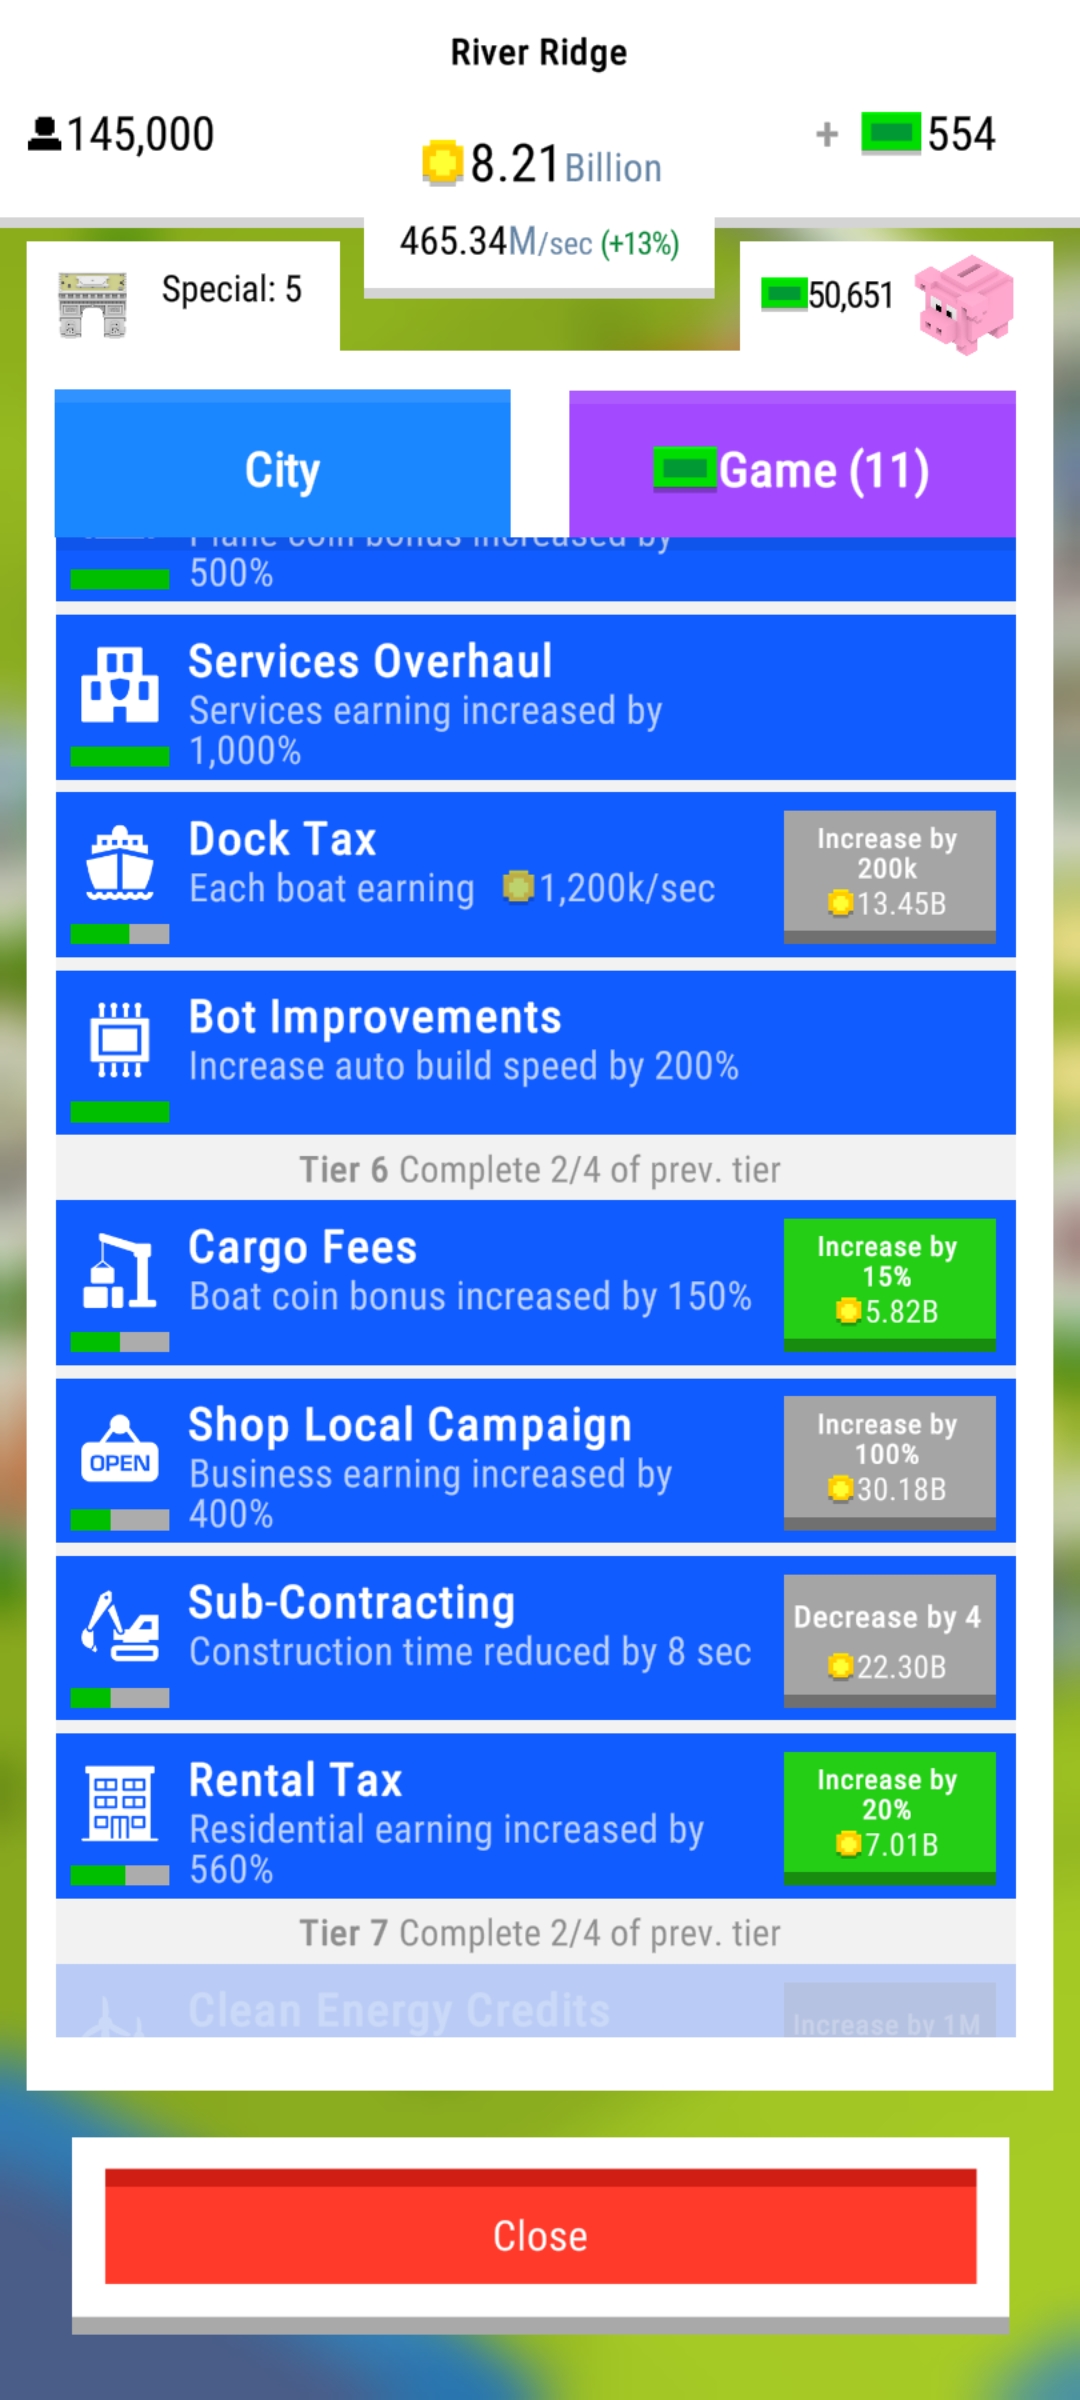 River Ridge
145,000
8.21 Billion
+ 554
465.34M/sec (+13%)
Special: 5
50,651
City
Game (11)
Plane coin bonus increased by
500%
Services Overhaul
Services earning increased by
1,000%
Dock Tax
Each boat earning 1,200k/sec
Increase by
200k
13.45B
Bot Improvements
Increase auto build speed by 200%
Tier 6 Complete 2/4 of prev. tier
Cargo Fees
Boat coin bonus increased by 150%
Increase by
15%
5.82B
Shop Local Campaign
Business earning increased by
400%
OPEN
Increase by
100%
30.18B
Sub-Contracting
Construction time reduced by 8 sec
Decrease by 4
22.30B
Rental Tax
Residential earning increased by
560%
Increase by
20%
7.01B
Tier 7 Complete 2/4 of prev. tier
Clean Energy Credits
Increase by 1M
Close